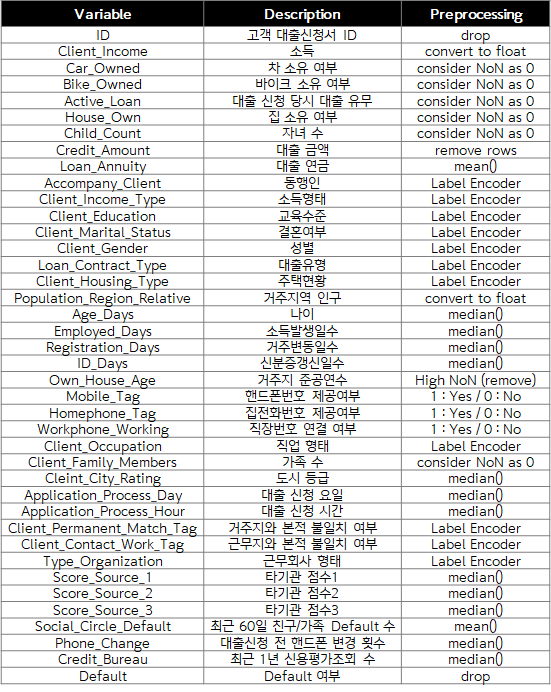 Variable Description Preprocessing
ID 고객 대출신청서 ID drop
Client_Income 소득 convert to float
Car_Owned 차 소유 여부 consider NoN as 0
Bike_Owned 바이크 소유 여부 consider NoN as 0
Active_Loan 대출 신청 당시 대출 유무 consider NoN as 0
House_Own 집 소유 여부 consider NoN as 0
Child_Count 자녀 수 consider NoN as 0
Credit_Amount 대출 금액 remove rows
Loan_Annuity 대출 연금 mean()
Accompany_Client 동행인 Label Encoder
Client_Income_Type 소득형태 Label Encoder
Client_Education 교육수준 Label Encoder
Client_Marital_Status 결혼여부 Label Encoder
Client_Gender 성별 Label Encoder
Loan_Contract_Type 대출유형 Label Encoder
Client_Housing_Type 주택현황 Label Encoder
Population_Region_Relative 거주지역 인구 convert to float
Age_Days 나이 median()
Employed_Days 소득발생일수 median()
Registration_Days 거주변동일수 median()
ID_Days 신분증갱신일수 median()
Own_House_Age 거주지 준공연수 High NoN (remove)
Mobile_Tag 핸드폰번호 제공여부 1 : Yes / 0 : No
Homephone_Tag 집전화번호 제공여부 1 : Yes / 0 : No
Workphone_Working 직장번호 연결 여부 1 : Yes / 0 : No
Client_Occupation 직업 형태 Label Encoder
Client_Family_Members 가족 수 consider NoN as 0
Cleint_City_Rating 도시 등급 median()
Application_Process_Day 대출 신청 요일 median()
Application_Process_Hour 대출 신청 시간 median()
Client_Permanent_Match_Tag 거주지와 본적 불일치 여부 Label Encoder
Client_Contact_Work_Tag 근무지와 본적 불일치 여부 Label Encoder
Type_Organization 근무회사 형태 Label Encoder
Score_Source_1 타기관 점수1 median()
Score_Source_2 타기관 점수2 median()
Score_Source_3 타기관 점수3 median()
Social_Circle_Default 최근 60일 친구/가족 Default 수 mean()
Phone_Change 대출신청 전 핸드폰 변경 횟수 median()
Credit_Bureau 최근 1년 신용평가조회 수 median()
Default Default 여부 drop